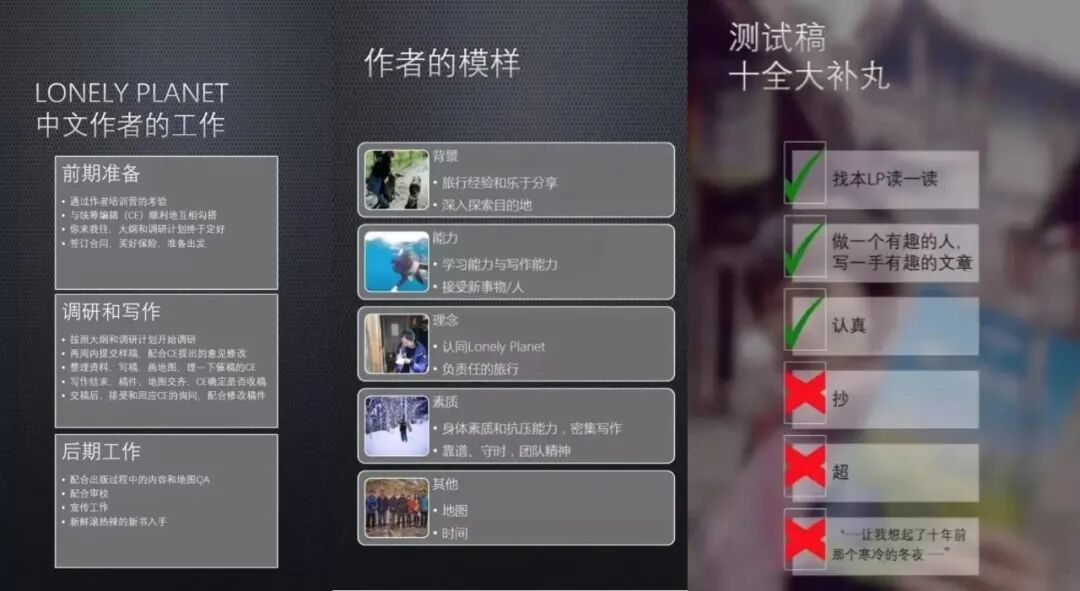 LONELY PLANET
中文作者的工作
前期准备
• 通过作者培训营的考验
• 与统筹编辑（CE）顺利地互相勾搭
• 你来我往，大纲和调研计划终于定好
• 签订合同，买好保险，准备出发
调研和写作
• 按照大纲和调研计划开始调研
• 两周内提交样稿，配合CE提出的意见修改
• 整理资料，写稿，画地图，理一下催稿的CE
• 写作结束，稿件、地图交齐，CE确定是否收稿
• 交稿后，接受和回应CE的询问，配合修改稿件
后期工作
• 配合出版过程中的内容和地图QA
• 配合审校
• 宣传工作
• 新鲜滚热辣的新书入手
作者的模样
背景
• 旅行经验和乐于分享
• 深入探索目的地
能力
• 学习能力与写作能力
• 接受新事物/人
理念
• 认同Lonely Planet
• 负责任的旅行
素质
• 身体素质和抗压能力，密集写作
• 靠谱、守时，团队精神
其他
• 地图
• 时间
测试稿
十全大补丸
找本LP读一读
做一个有趣的人，
写一手有趣的文章
认真
抄
超
“一让我想起了十年前
那个寒冷的冬夜—”